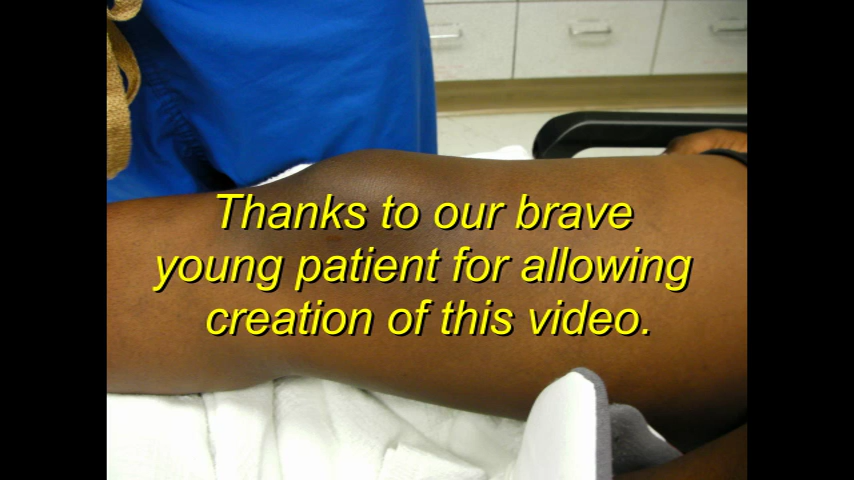 Thanks to our brave
young patient for allowing
creation of this video.